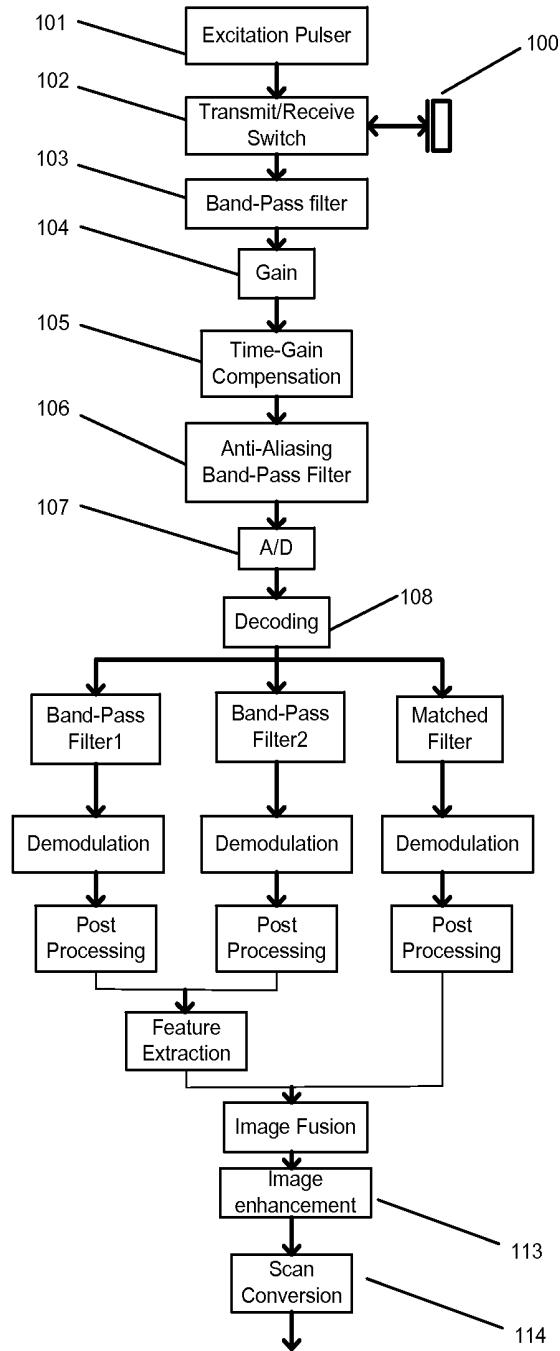 101
Excitation Pulser
100
102
Transmit/Receive
Switch
103
Band-Pass filter
104
Gain
105
Time-Gain
Compensation
106
Anti-Aliasing
Band-Pass Filter
107
A/D
Decoding
108
Band-Pass
Filter1
Band-Pass
Filter2
Matched
Filter
Demodulation
Demodulation
Demodulation
Post
Processing
Post
Processing
Post
Processing
Feature
Extraction
Image Fusion
Image
enhancement
113
Scan
Conversion
114